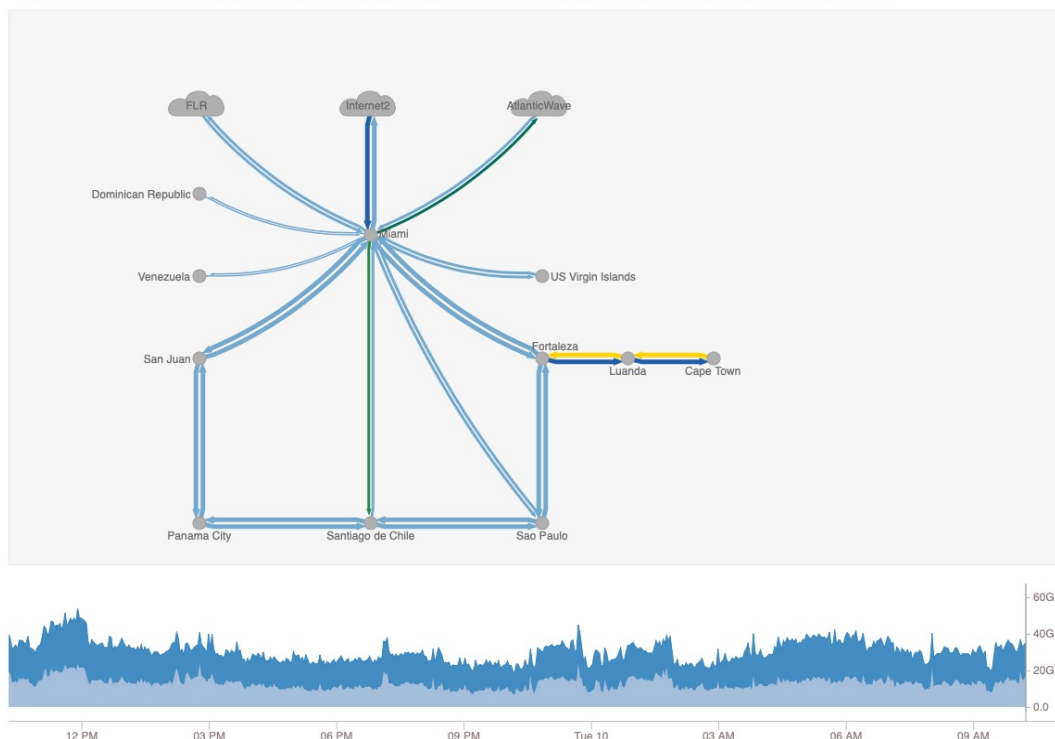 FLR
Internet2
AtlanticWave
Dominican Republic
Miami
Venezuela
US Virgin Islands
Fortaleza
San Juan
Luanda
Cape Town
Panama City
Santiago de Chile
Sao Paulo
60G
40G
20G
0.0
12 PM
03 PM
06 PM
09 PM
Tue 10
03 AM
06 AM
09 AM